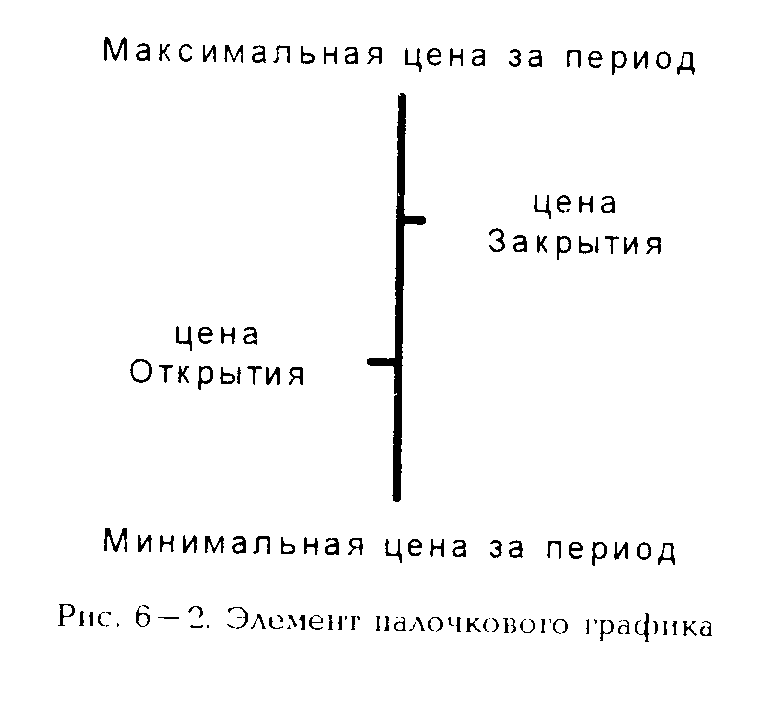 Максимальная цена за период
цена
Закрытия
цена
Открытия
Минимальная цена за период
Рис. 6 – 2. Элемент палочкового графика